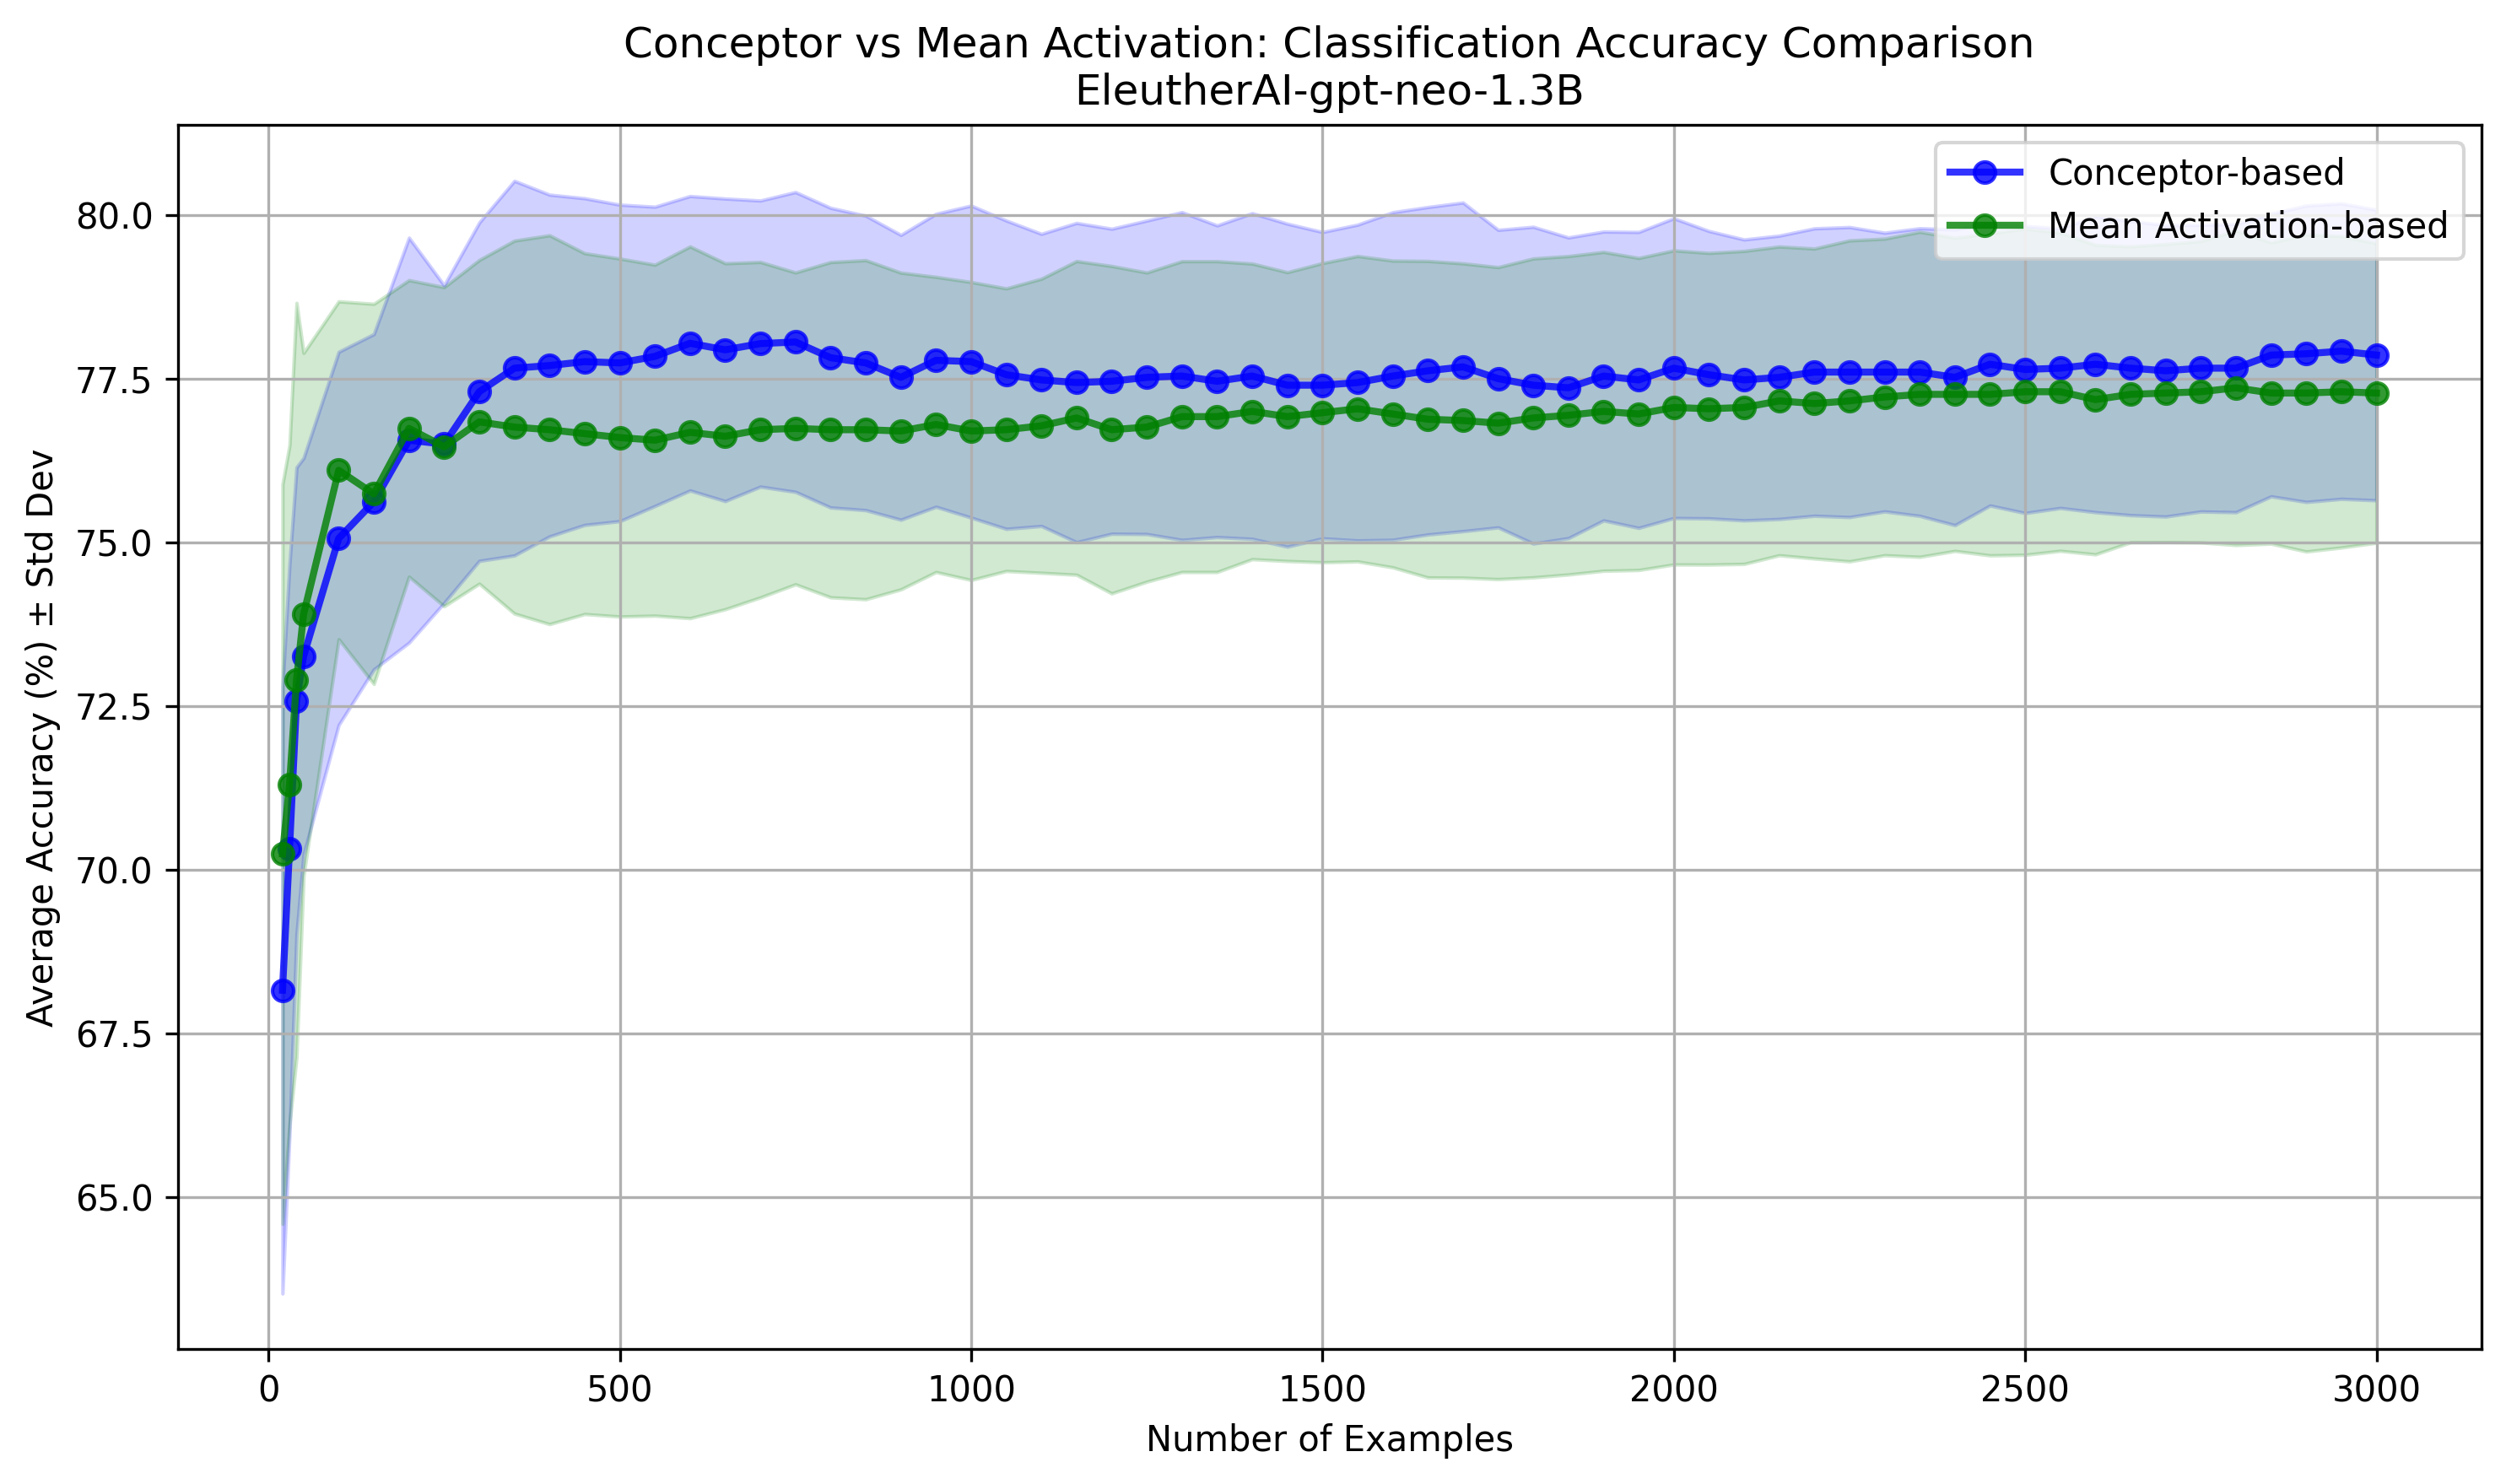 Conceptor vs Mean Activation: Classification Accuracy Comparison
EleutherAI-gpt-neo-1.3B
Conceptor-based
Mean Activation-based
Average Accuracy (%) ± Std Dev
80.0
77.5
75.0
72.5
70.0
67.5
65.0
0 500 1000 1500 2000 2500 3000
Number of Examples